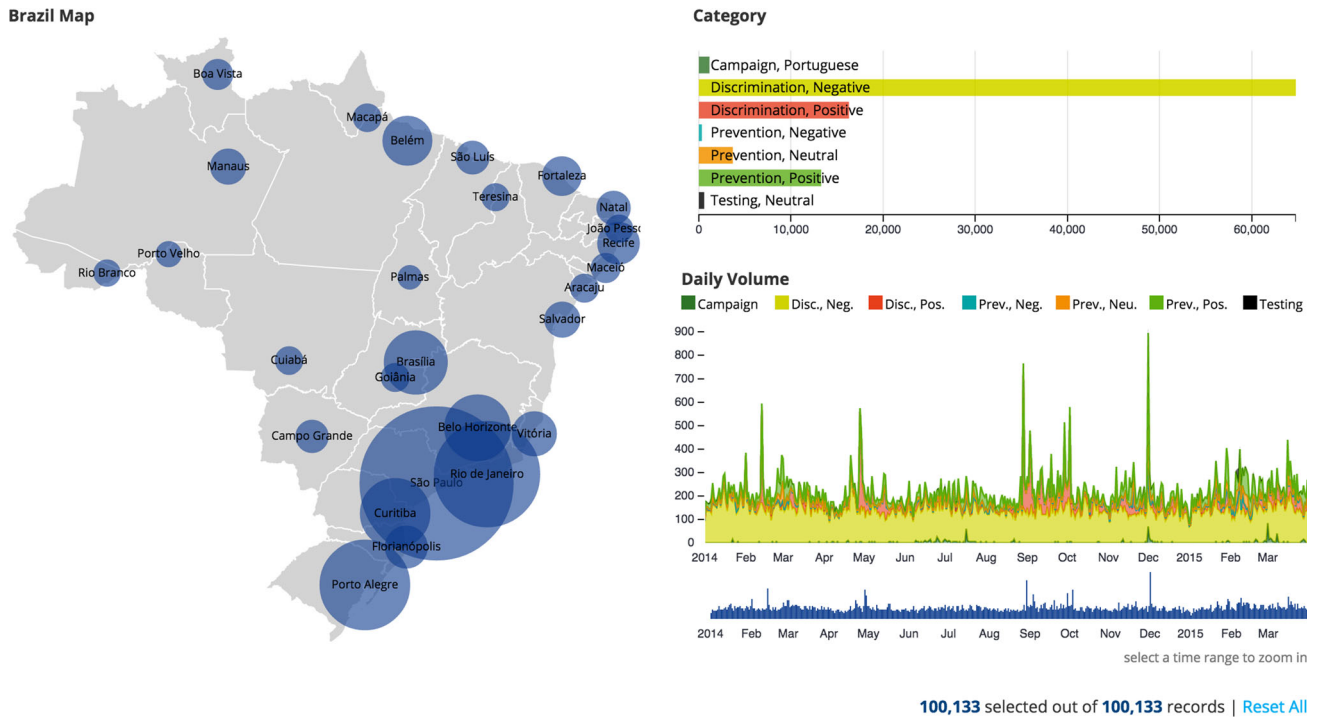 Brazil Map
Boa Vista
Macapá
Belém
São Luís
Manaus
Fortaleza
Teresina
Natal
João Pesso
Recife
Porto Velho
Maceió
Rio Branco
Palmas
Aracaju
Salvador
Cuiabá
Brasília
Goiânia
Belo Horizonte
Vitória
Campo Grande
Rio de Janeiro
São Paulo
Curitiba
Florianópolis
Porto Alegre
Category
Campaign, Portuguese
Discrimination, Negative
Discrimination, Positive
Prevention, Negative
Prevention, Neutral
Prevention, Positive
Testing, Neutral
0 10,000 20,000 30,000 40,000 50,000 60,000
Daily Volume
Campaign Disc., Neg. Disc., Pos. Prev., Neg. Prev., Neu. Prev., Pos. Testing
900
800
700
600
500
400
300
200
100
0
2014 Feb Mar Apr May Jun Jul Aug Sep Oct Nov Dec 2015 Feb Mar
2014 Feb Mar Apr May Jun Jul Aug Sep Oct Nov Dec 2015 Feb Mar
select a time range to zoom in
100,133 selected out of 100,133 records | Reset All